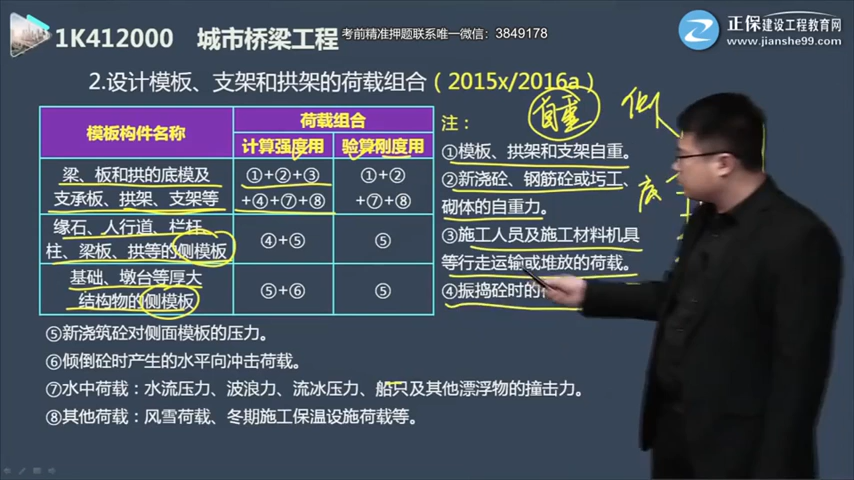 1K412000 城市桥梁工程
考前精准押题联系唯一微信：3849178
正保建设工程教育网
www.jianshe99.com
2.设计模板、支架和拱架的荷载组合（2015x/2016a）
模板构件名称
荷载组合
计算强度用
验算刚度用
梁、板和拱的底模及
支承板、拱架、支架等
①+②+③
+④+⑦+⑧
①+②
+⑦+⑧
缘石、人行道、栏杆、
柱、梁板、拱等的侧模板
④+⑤
⑤
基础、墩台等厚大
结构物的侧模板
⑤+⑥
⑤
注：
自重
侧
底
①模板、拱架和支架自重。
②新浇砼、钢筋砼或圬工、
砌体的自重力。
③施工人员及施工材料机具
等行走运输或堆放的荷载。
④振捣砼时的
⑤新浇筑砼对侧面模板的压力。
⑥倾倒砼时产生的水平向冲击荷载。
⑦水中荷载：水流压力、波浪力、流冰压力、船只及其他漂浮物的撞击力。
⑧其他荷载：风雪荷载、冬期施工保温设施荷载等。